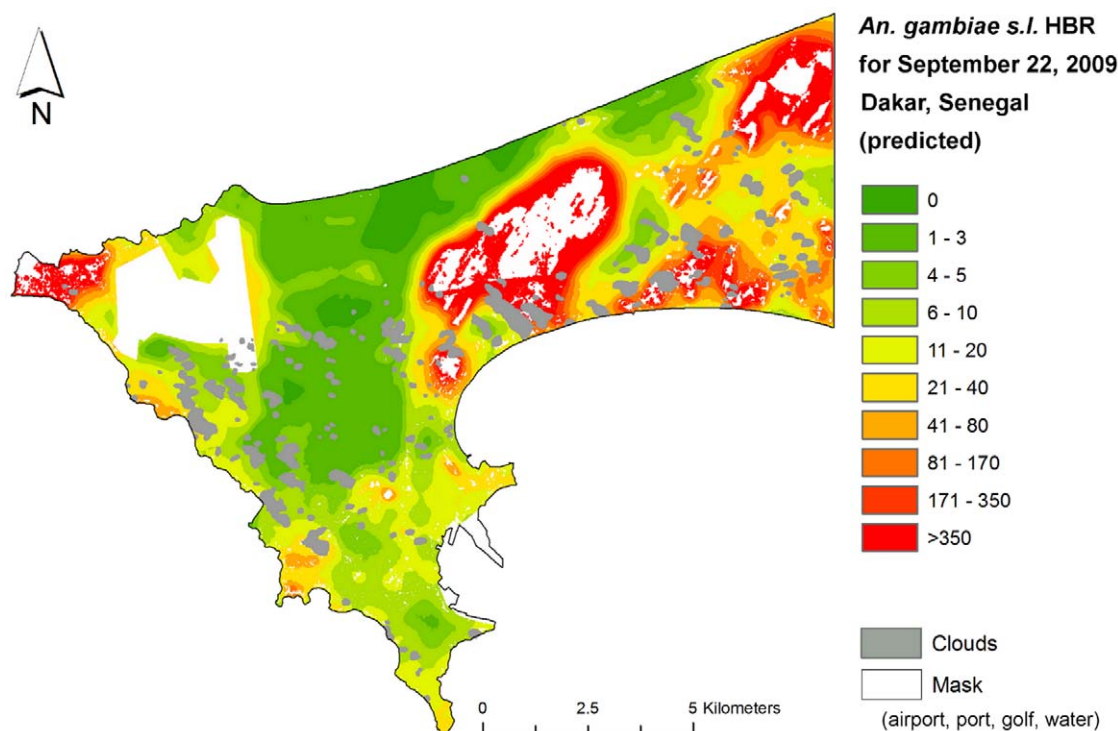 An. gambiae s.l. HBR
for September 22, 2009
Dakar, Senegal
(predicted)
N
0
1 - 3
4 - 5
6 - 10
11 - 20
21 - 40
41 - 80
81 - 170
171 - 350
>350
Clouds
Mask
(airport, port, golf, water)
0 2.5 5 Kilometers